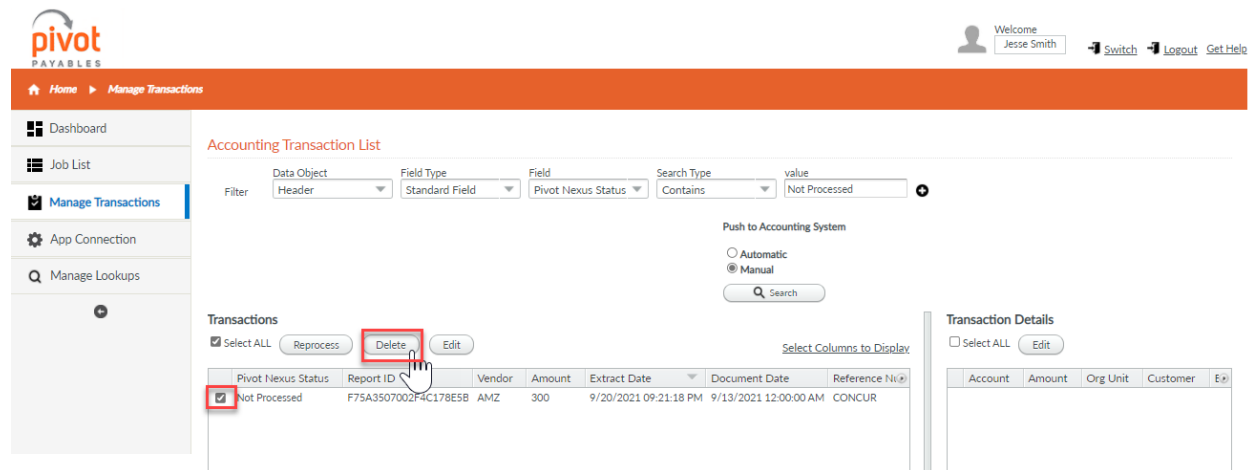 pivot
PAYABLES
Welcome
Jesse Smith
Switch Logout Get Help
Home Manage Transactions
Dashboard
Job List
Manage Transactions
App Connection
Manage Lookups
Accounting Transaction List
Data Object Field Type Field Search Type value
Filter Header Standard Field Pivot Nexus Status Contains Not Processed
Push to Accounting System
Automatic
Manual
Search
Transactions
Select ALL Reprocess Delete Edit Select Columns to Display
Pivot Nexus Status Report ID Vendor Amount Extract Date Document Date Reference Nu
Not Processed F75A3507002F4C178E5B AMZ 300 9/20/2021 09:21:18 PM 9/13/2021 12:00:00 AM CONCUR
Transaction Details
Select ALL Edit
Account Amount Org Unit Customer